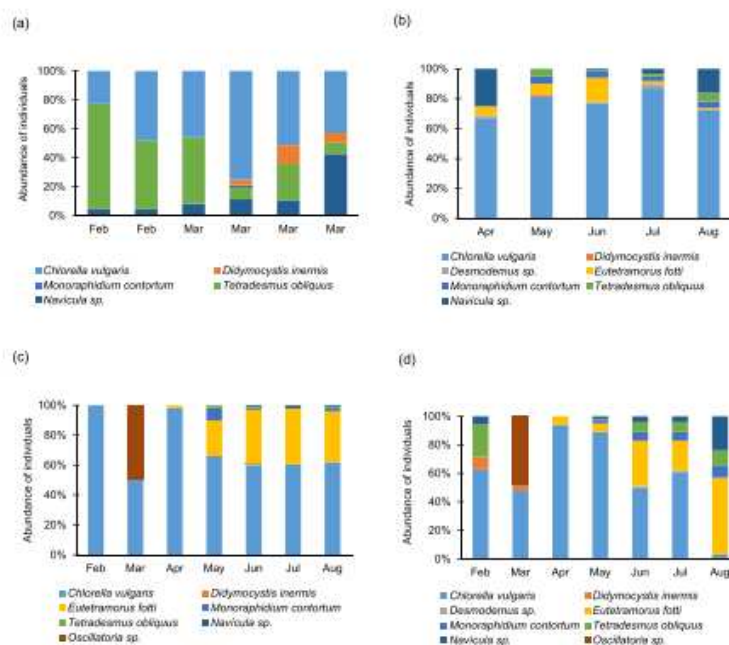 (a)
Abundance of individuals
100%
80%
60%
40%
20%
0%
Feb Feb Mar Mar Mar Mar
Chlorella vulgaris Didymocystis inermis
Monoraphidium contortum Tetradesmus obliquus
Navicula sp.
(b)
Abundance of individuals
100%
80%
60%
40%
20%
0%
Apr May Jun Jul Aug
Chlorella vulgaris Didymocystis inermis
Desmodemus sp. Eutetramorus fotti
Monoraphidium contortum Tetradesmus obliquus
Navicula sp.
(c)
Abundance of individuals
100%
80%
60%
40%
20%
0%
Feb Mar Apr May Jun Jul Aug
Chlorella vulgaris Didymocystis inermis
Eutetramorus fotti Monoraphidium contortum
Tetradesmus obliquus Navicula sp.
Oscillatoria sp.
(d)
Abundance of individuals
100%
80%
60%
40%
20%
0%
Feb Mar Apr May Jun Jul Aug
Chlorella vulgaris Didymocystis inermis
Desmodemus sp. Eutetramorus fotti
Monoraphidium contortum Tetradesmus obliquus
Navicula sp. Oscillatoria sp.